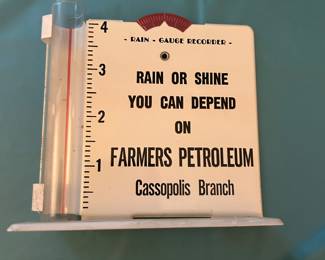 4
- RAIN - GAUGE RECORDER -
3
RAIN OR SHINE
YOU CAN DEPEND
2
ON
FARMERS PETROLEUM
1
Cassopolis Branch